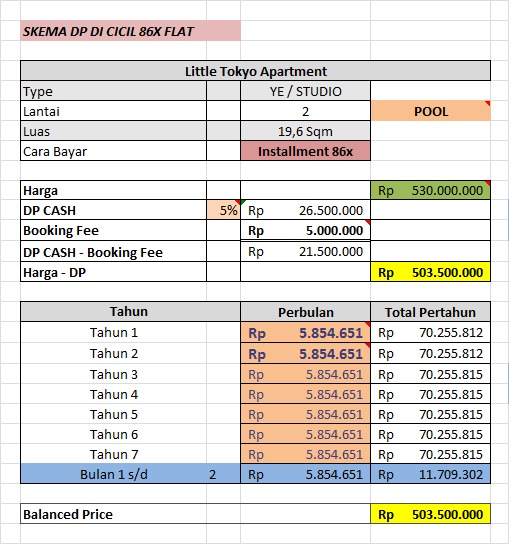 SKEMA DP DI CICIL 86X FLAT
Little Tokyo Apartment
Type YE / STUDIO
Lantai 2 POOL
Luas 19,6 Sqm
Cara Bayar Installment 86x
Harga Rp 530.000.000
DP CASH 5% Rp 26.500.000
Booking Fee Rp 5.000.000
DP CASH - Booking Fee Rp 21.500.000
Harga - DP Rp 503.500.000
Tahun Perbulan Total Pertahun
Tahun 1 Rp 5.854.651 Rp 70.255.812
Tahun 2 Rp 5.854.651 Rp 70.255.812
Tahun 3 Rp 5.854.651 Rp 70.255.815
Tahun 4 Rp 5.854.651 Rp 70.255.815
Tahun 5 Rp 5.854.651 Rp 70.255.815
Tahun 6 Rp 5.854.651 Rp 70.255.815
Tahun 7 Rp 5.854.651 Rp 70.255.815
Bulan 1 s/d 2 Rp 5.854.651 Rp 11.709.302
Balanced Price Rp 503.500.000